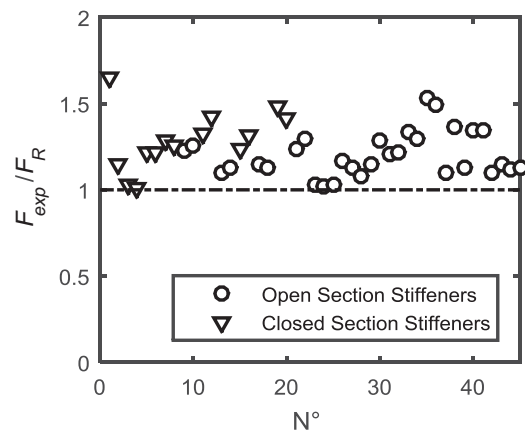 2
1.5
1
0.5
0
F_exp/F_R
Open Section Stiffeners
Closed Section Stiffeners
0 10 20 30 40
N°